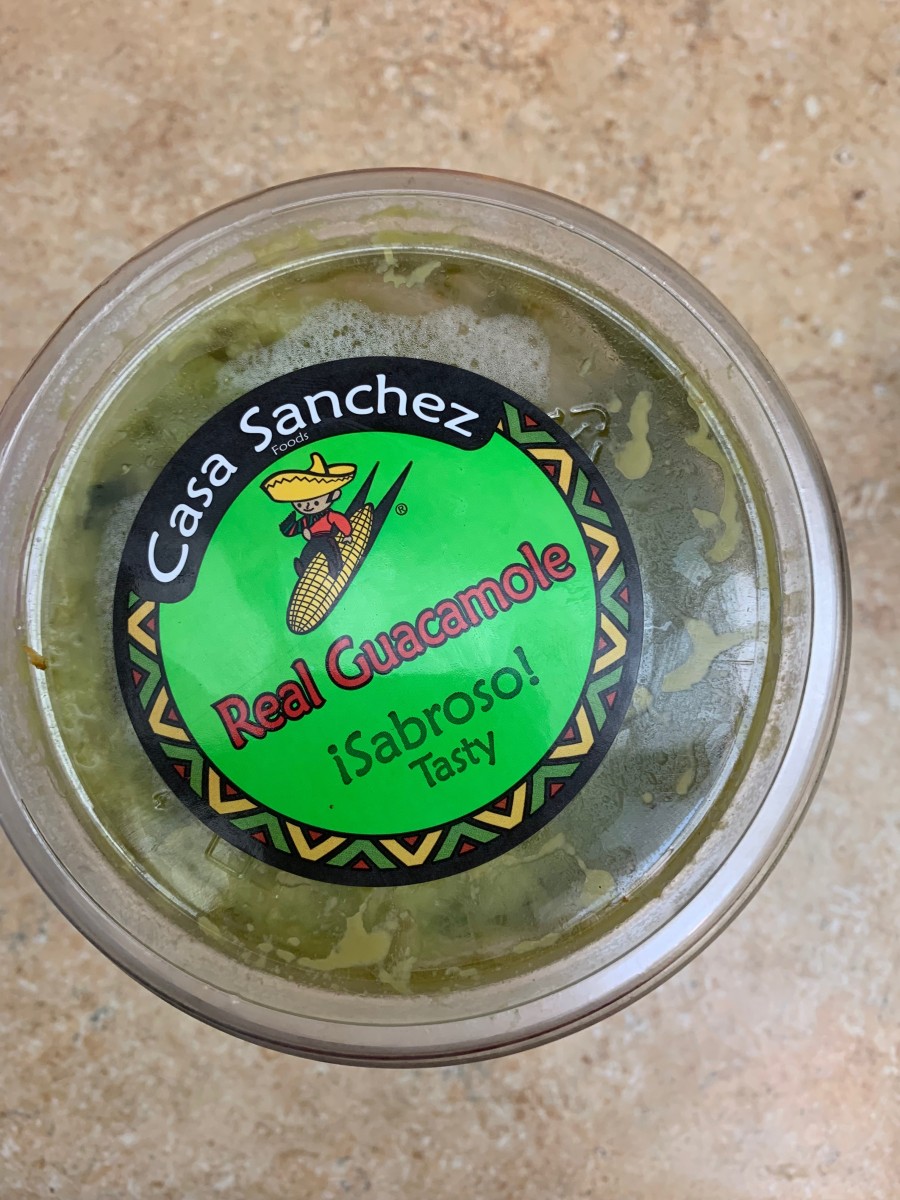 Casa Sanchez
Foods
®
Real Guacamole
¡Sabroso!
Tasty